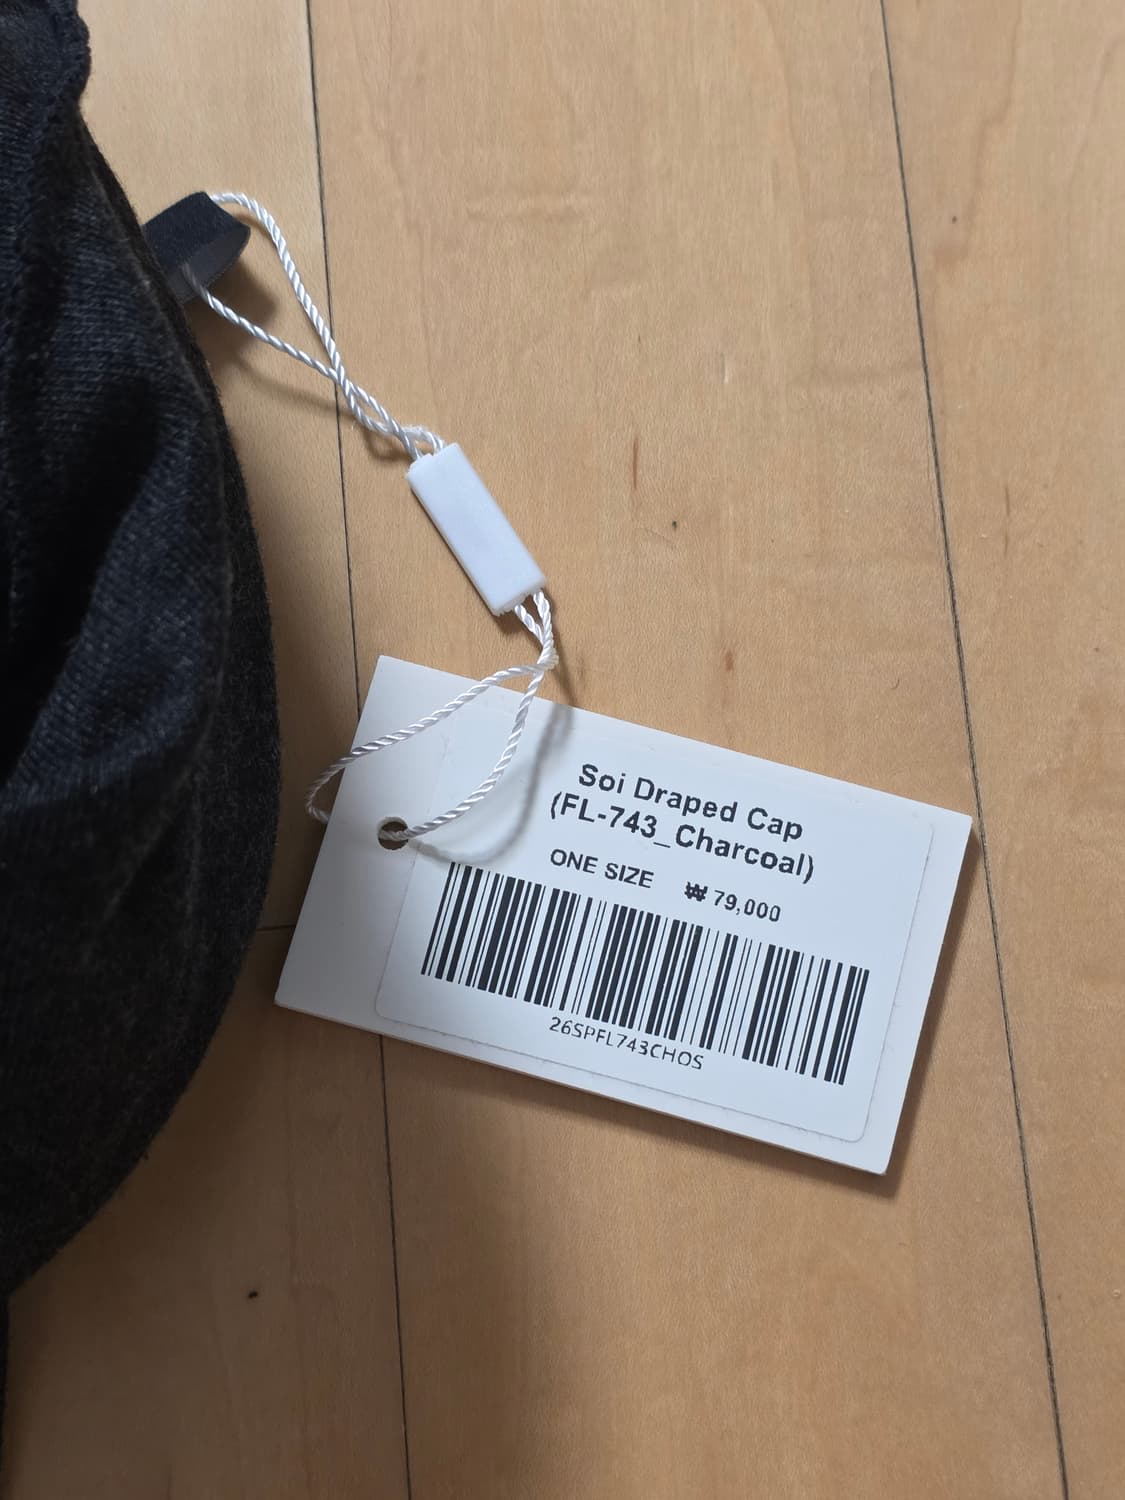 Soi Draped Cap
(FL-743_Charcoal)
ONE SIZE ₩ 79,000
26SPFL743CHOS